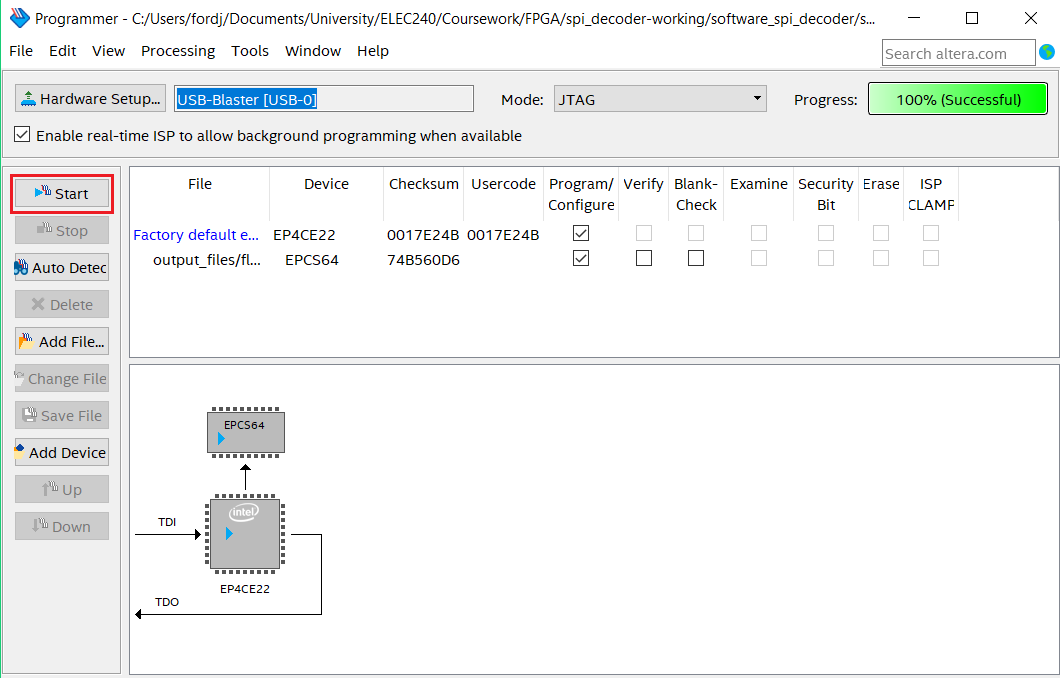 Programmer - C:/Users/fordj/Documents/University/ELEC240/Coursework/FPGA/spi_decoder-working/software_spi_decoder/s...
File Edit View Processing Tools Window Help
Search altera.com
Hardware Setup... USB-Blaster [USB-0] Mode: JTAG Progress: 100% (Successful)
Enable real-time ISP to allow background programming when available
Start
Stop
Auto Detec
Delete
Add File...
Change File
Save File
Add Device
Up
Down
File Device Checksum Usercode Program/ Verify Blank- Examine Security Erase ISP
Configure Check Bit CLAMP
Factory default e... EP4CE22 0017E24B 0017E24B
output_files/fl... EPCS64 74B560D6
EPCS64
intel
TDI
EP4CE22
TDO